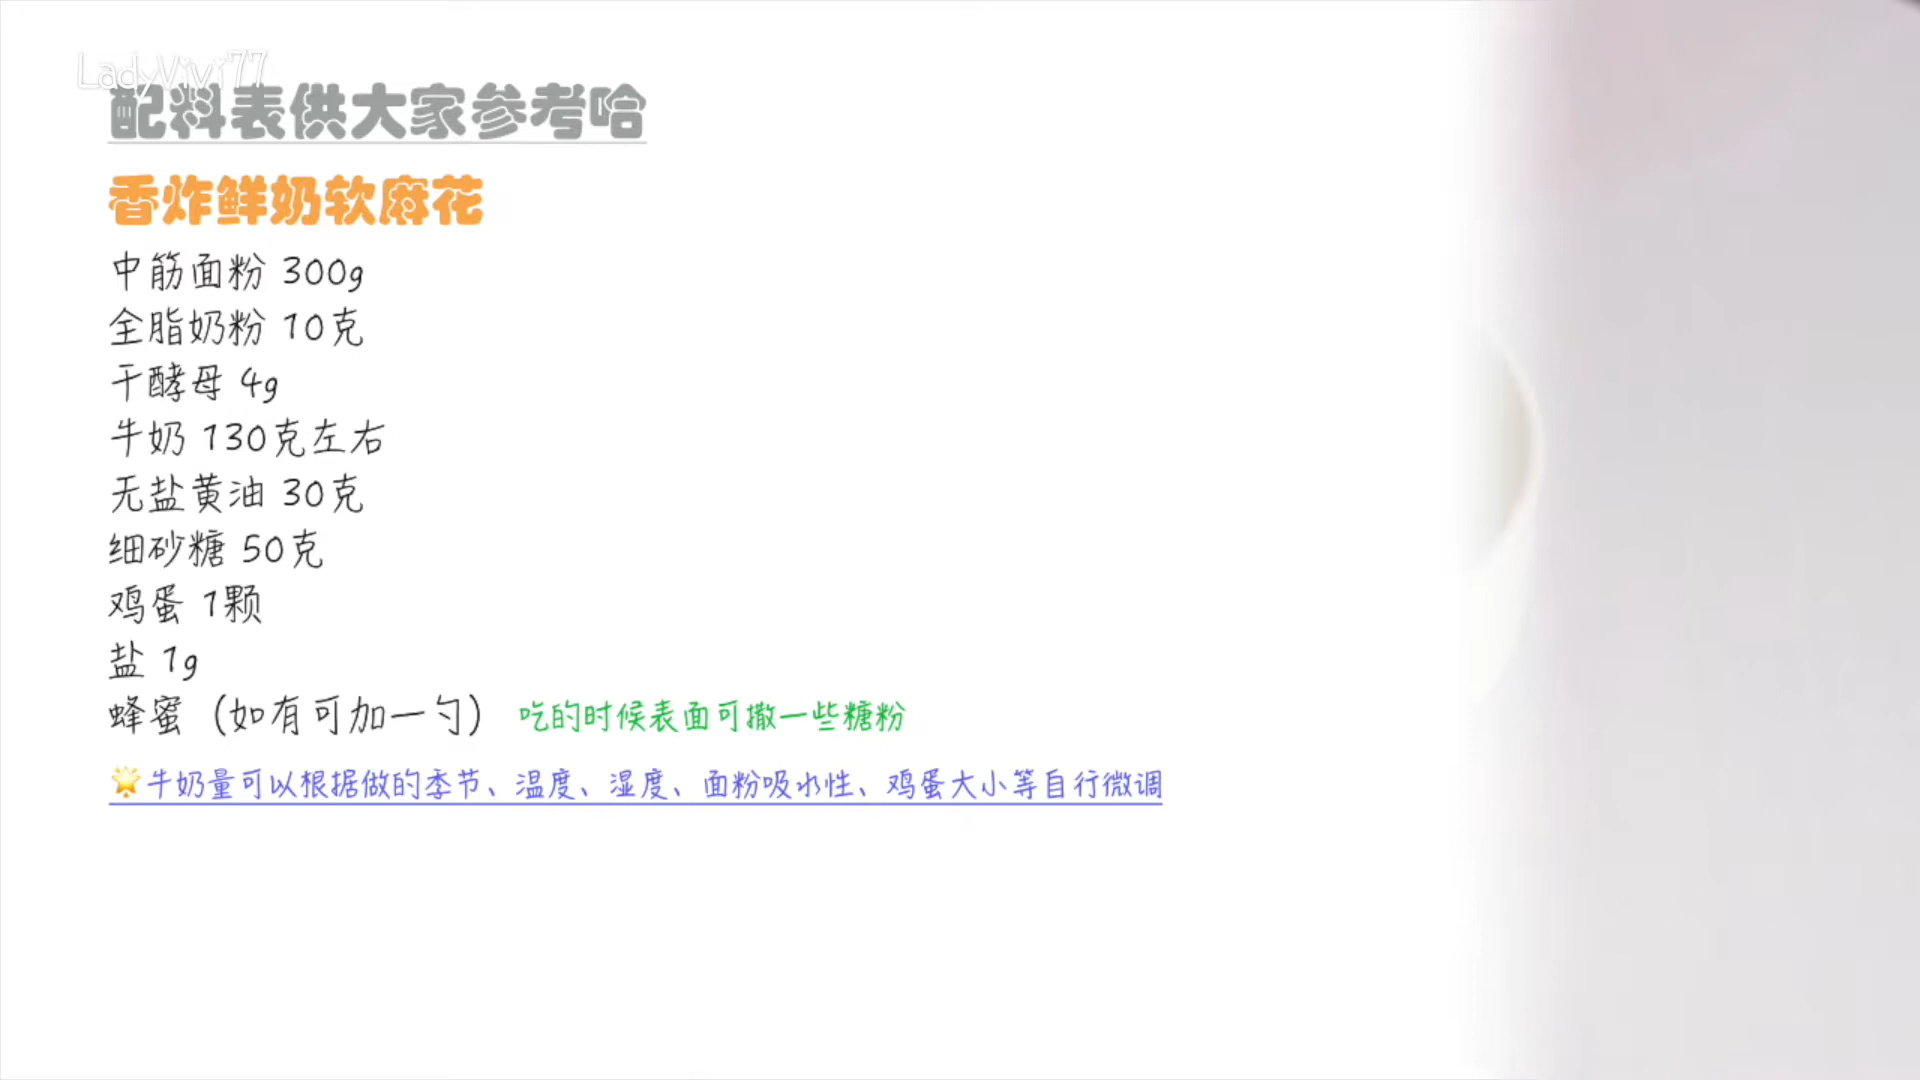 LadyVivi77
配料表供大家参考哈
香炸鲜奶软麻花
中筋面粉 300g
全脂奶粉 10克
干酵母 4g
牛奶 130克左右
无盐黄油 30克
细砂糖 50克
鸡蛋 1颗
盐 1g
蜂蜜（如有可加一勺） 吃的时候表面可撒一些糖粉
🌟牛奶量可以根据做的季节、温度、湿度、面粉吸水性、鸡蛋大小等自行微调